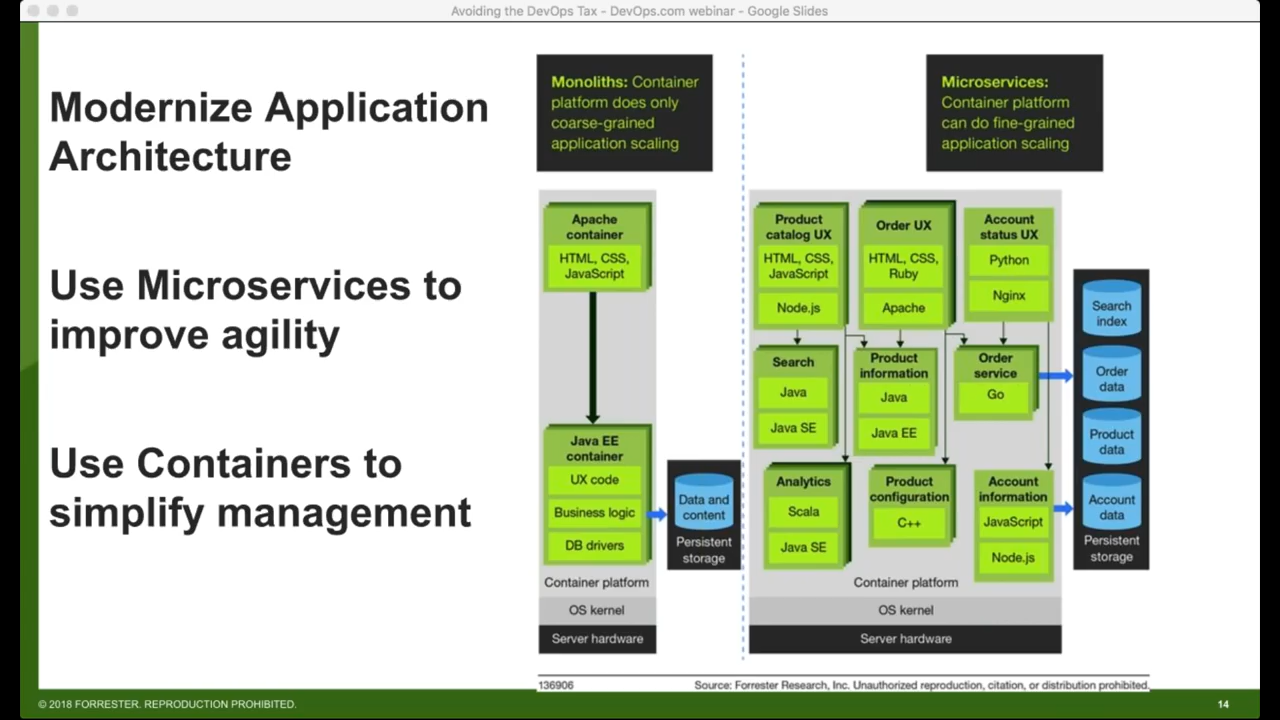 Avoiding the DevOps Tax - DevOps.com webinar - Google Slides
Modernize Application
Architecture
Use Microservices to
improve agility
Use Containers to
simplify management
Monoliths: Container
platform does only
coarse-grained
application scaling
Apache
container
HTML, CSS,
JavaScript
Java EE
container
UX code
Business logic
DB drivers
Container platform
OS kernel
Server hardware
Data and
content
Persistent
storage
Microservices:
Container platform
can do fine-grained
application scaling
Product
catalog UX
HTML, CSS,
JavaScript
Node.js
Order UX
HTML, CSS,
Ruby
Apache
Account
status UX
Python
Nginx
Search
Java
Java SE
Product
information
Java
Java EE
Order
service
Go
Analytics
Scala
Java SE
Product
configuration
C++
Account
information
JavaScript
Node.js
Container platform
OS kernel
Server hardware
Search
index
Order
data
Product
data
Account
data
Persistent
storage
136906
Source: Forrester Research, Inc. Unauthorized reproduction, citation, or distribution prohibited.
© 2018 FORRESTER. REPRODUCTION PROHIBITED.
14